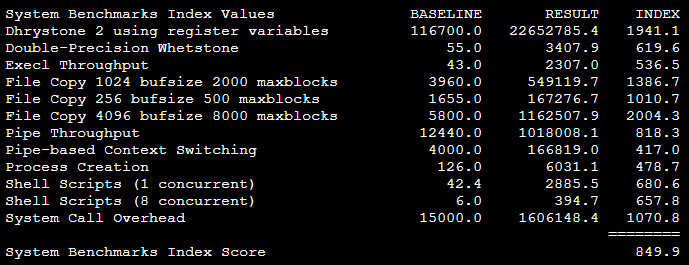 System Benchmarks Index Values               BASELINE       RESULT    INDEX
Dhrystone 2 using register variables         116700.0   22652785.4   1941.1
Double-Precision Whetstone                       55.0       3407.9    619.6
Execl Throughput                                 43.0       2307.0    536.5
File Copy 1024 bufsize 2000 maxblocks          3960.0     549119.7   1386.7
File Copy 256 bufsize 500 maxblocks            1655.0     167276.7   1010.7
File Copy 4096 bufsize 8000 maxblocks          5800.0    1162507.9   2004.3
Pipe Throughput                               12440.0    1018008.1    818.3
Pipe-based Context Switching                   4000.0     166819.0    417.0
Process Creation                                126.0       6031.1    478.7
Shell Scripts (1 concurrent)                     42.4       2885.5    680.6
Shell Scripts (8 concurrent)                      6.0        394.7    657.8
System Call Overhead                          15000.0    1606148.4   1070.8
                                                                   ========
System Benchmarks Index Score                                         849.9